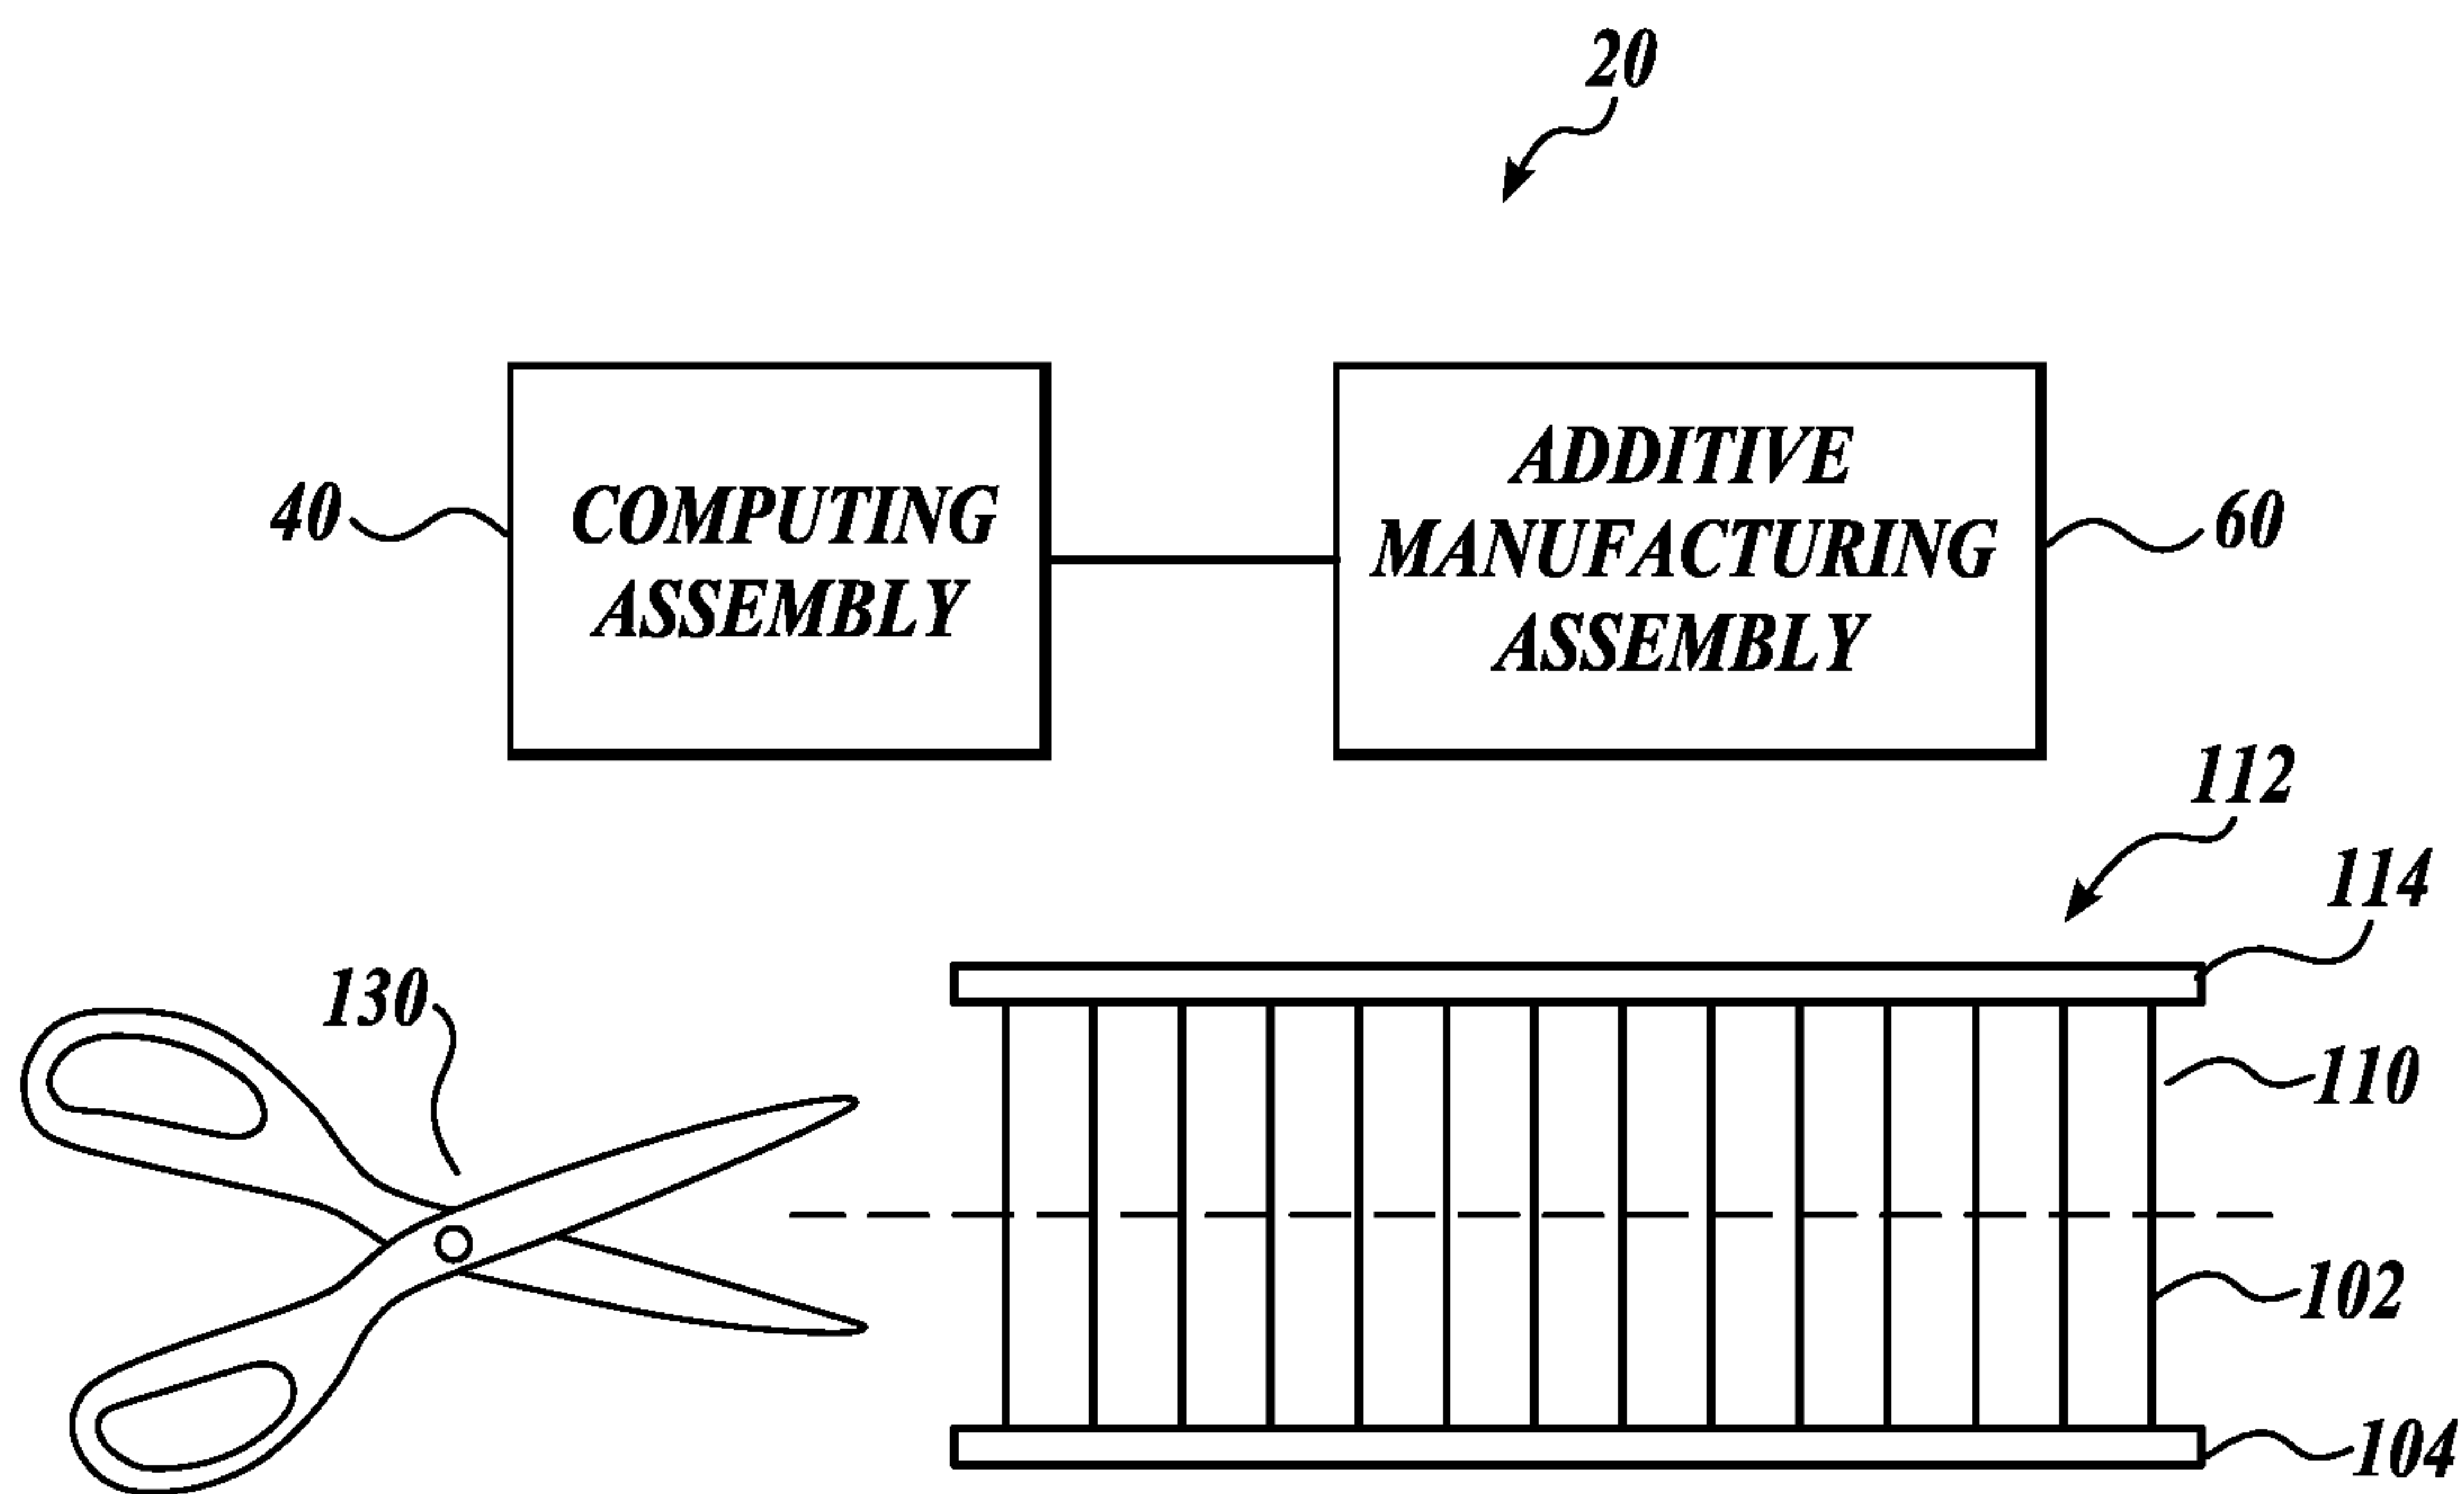 20
40
COMPUTING
ASSEMBLY
ADDITIVE
MANUFACTURING
ASSEMBLY
60
112
114
130
110
102
104